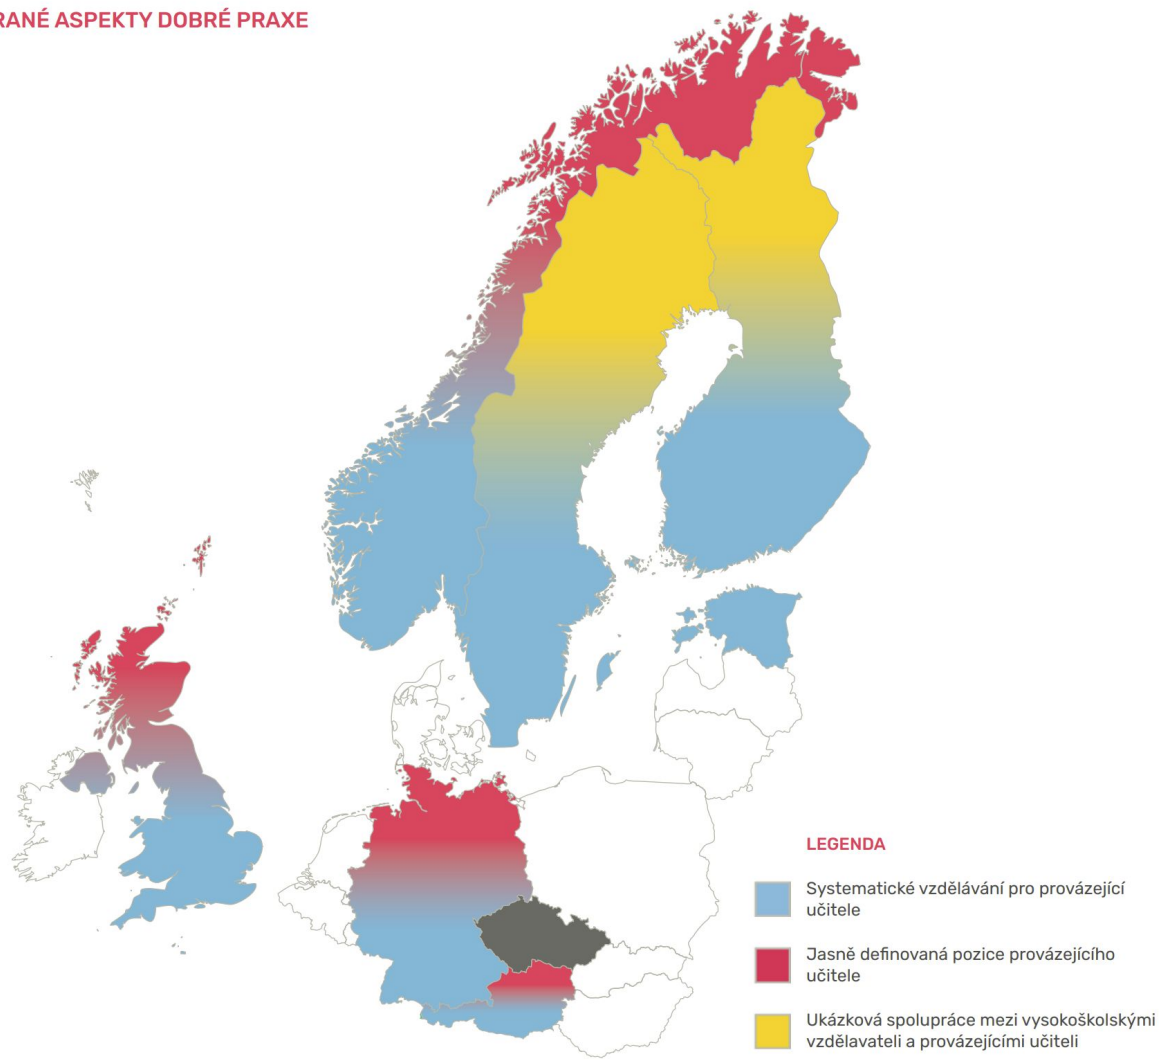 RANÉ ASPEKTY DOBRÉ PRAXE
LEGENDA
Systematické vzdělávání pro provázející
učitele
Jasně definovaná pozice provázejícího
učitele
Ukázková spolupráce mezi vysokoškolskými
vzdělavateli a provázejícími učiteli